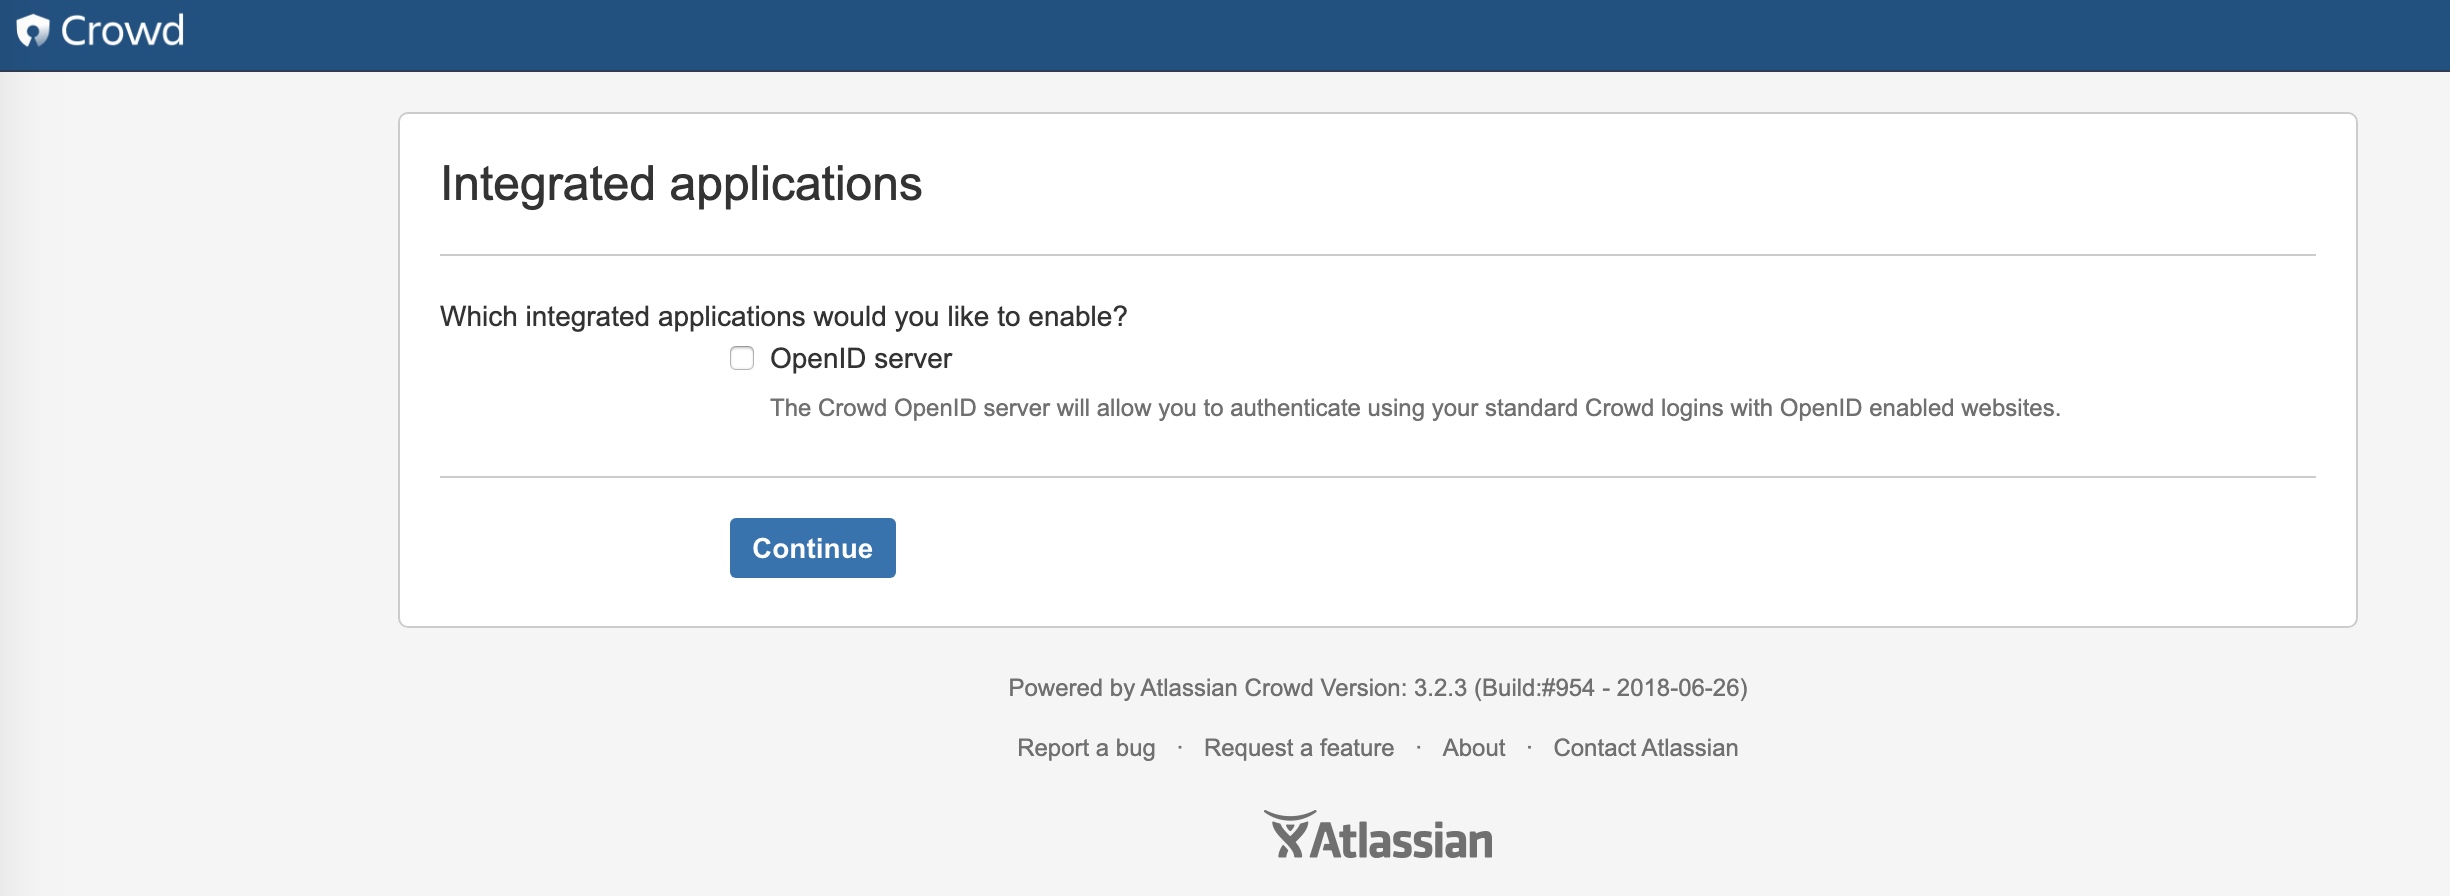 Crowd
Integrated applications
Which integrated applications would you like to enable?
OpenID server
The Crowd OpenID server will allow you to authenticate using your standard Crowd logins with OpenID enabled websites.
Continue
Powered by Atlassian Crowd Version: 3.2.3 (Build:#954 - 2018-06-26)
Report a bug · Request a feature · About · Contact Atlassian
Atlassian